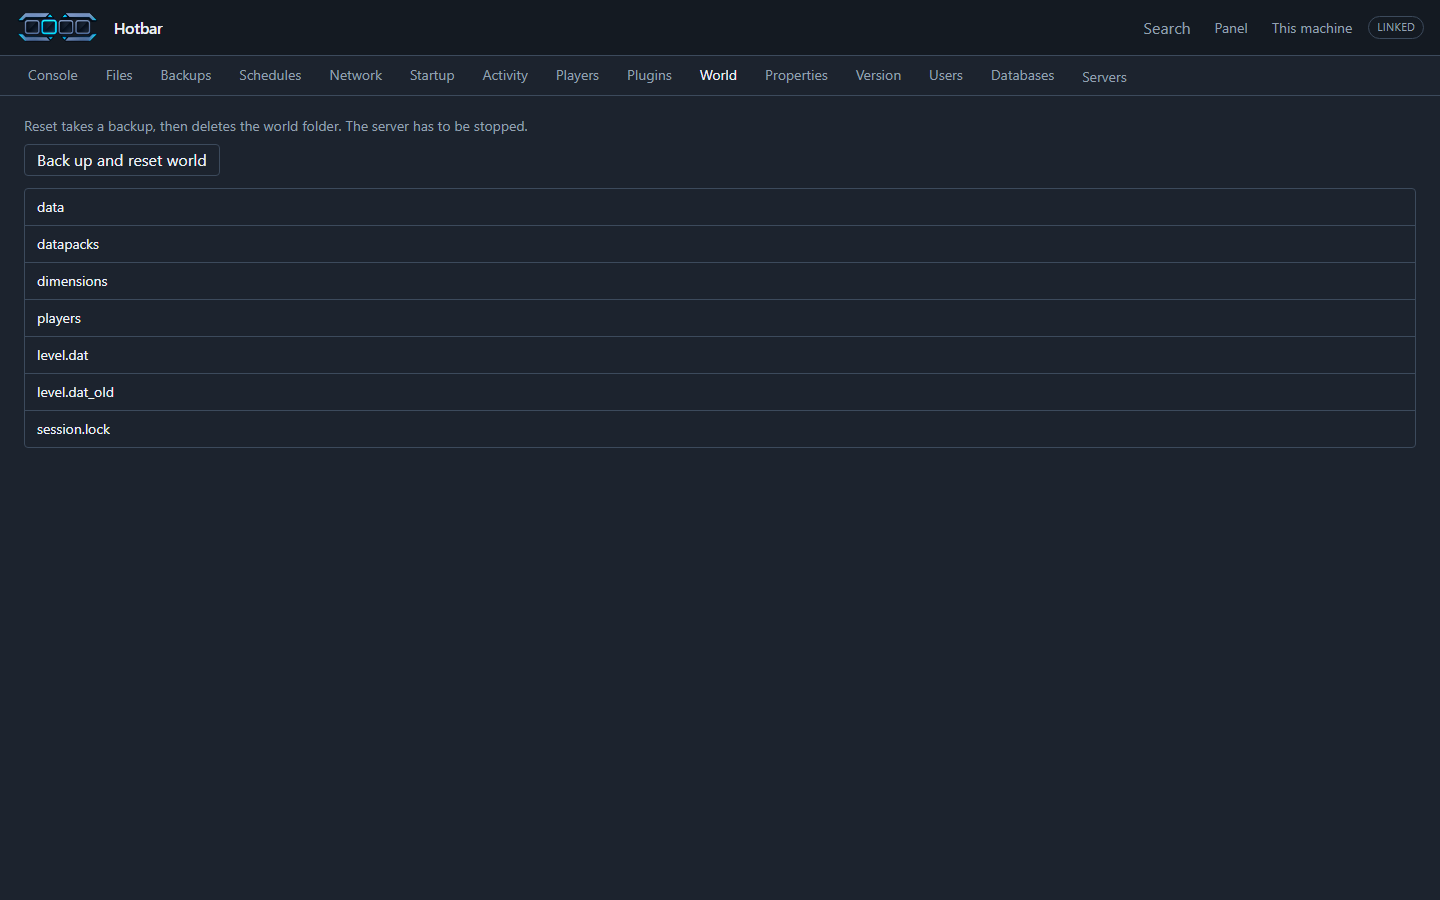 Hotbar
Search Panel This machine LINKED
Console Files Backups Schedules Network Startup Activity Players Plugins World Properties Version Users Databases Servers
Reset takes a backup, then deletes the world folder. The server has to be stopped.
Back up and reset world
data
datapacks
dimensions
players
level.dat
level.dat_old
session.lock